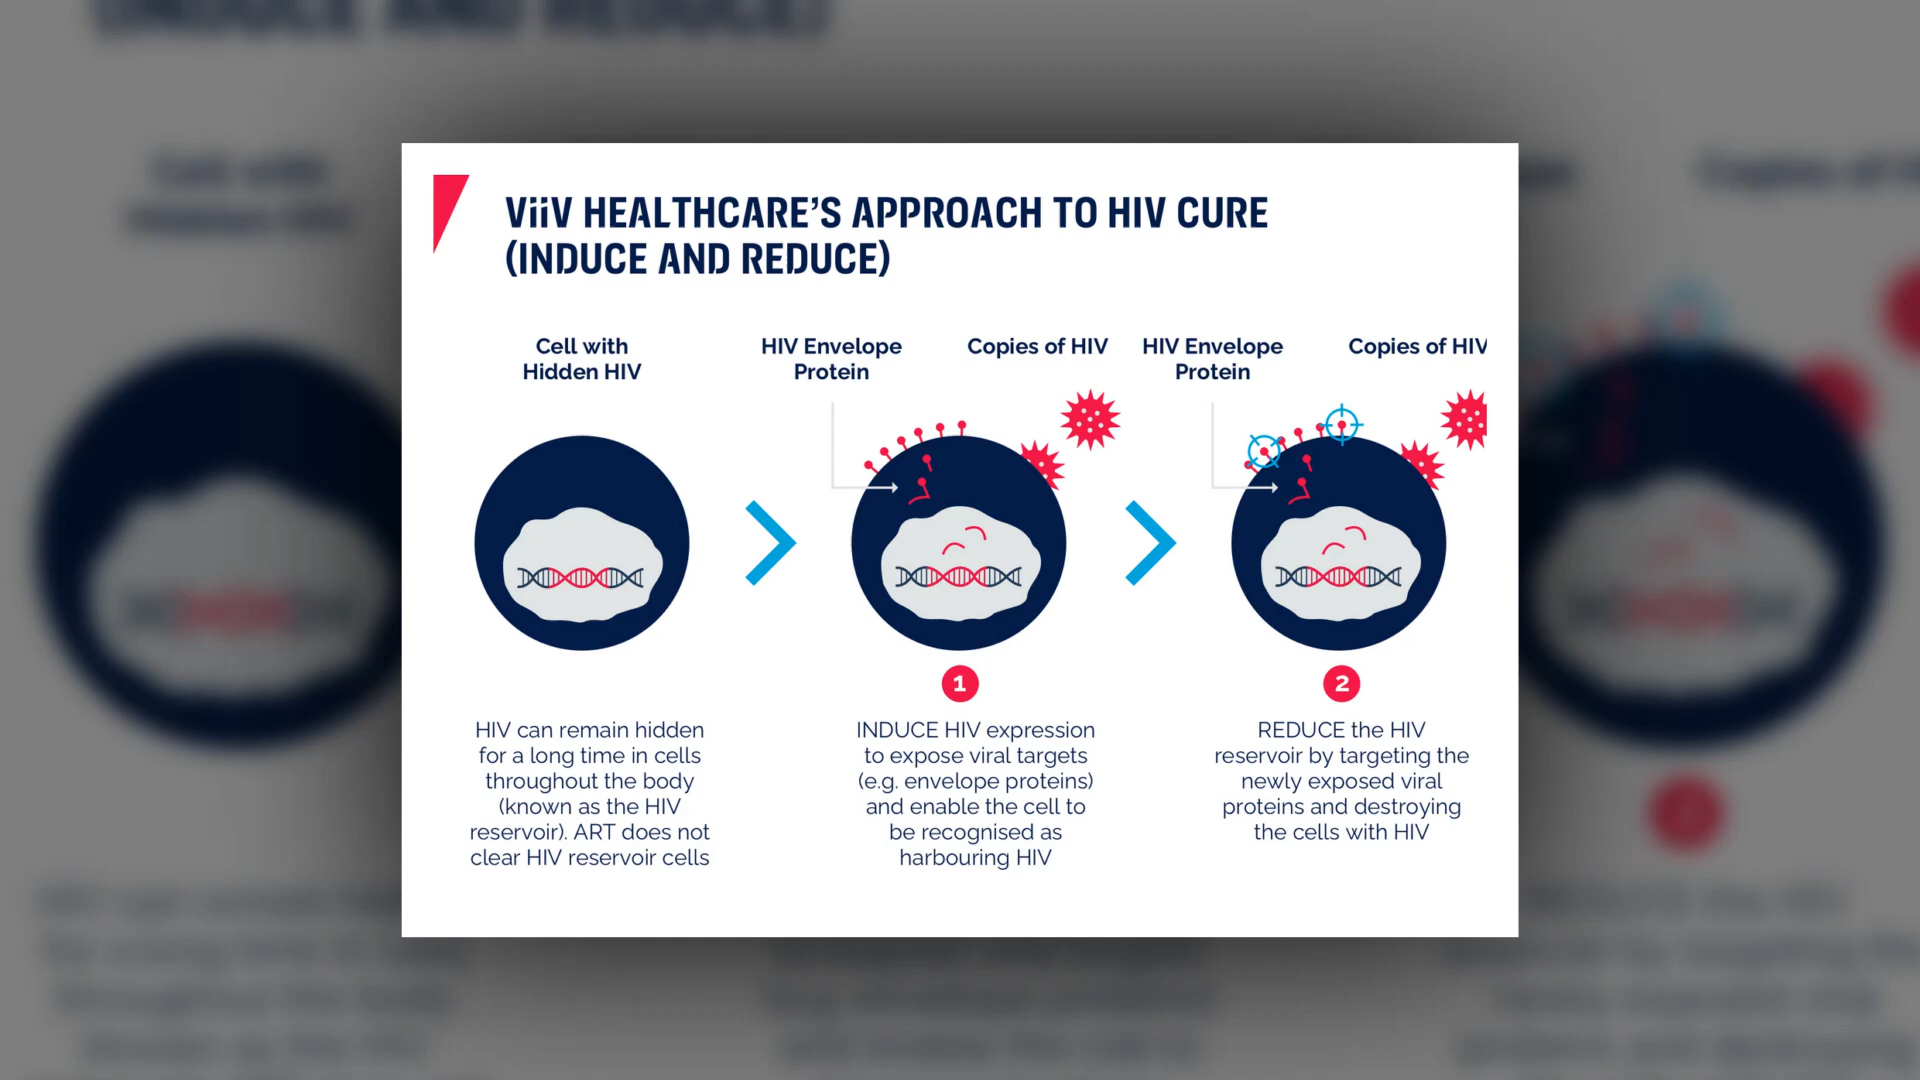 ViiV HEALTHCARE'S APPROACH TO HIV CURE
(INDUCE AND REDUCE)
Cell with
Hidden HIV
HIV Envelope
Protein
Copies of HIV
HIV Envelope
Protein
Copies of HIV
1
2
HIV can remain hidden
for a long time in cells
throughout the body
(known as the HIV
reservoir). ART does not
clear HIV reservoir cells
INDUCE HIV expression
to expose viral targets
(e.g. envelope proteins)
and enable the cell to
be recognised as
harbouring HIV
REDUCE the HIV
reservoir by targeting the
newly exposed viral
proteins and destroying
the cells with HIV